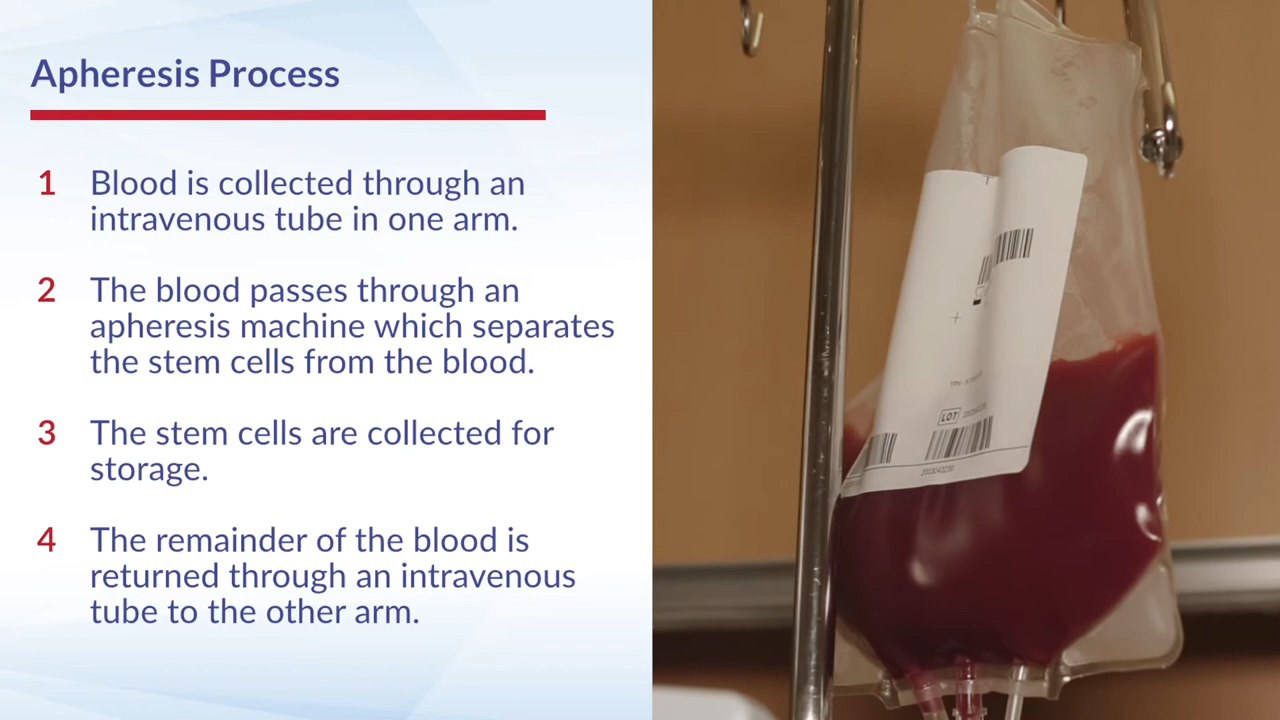 Apheresis Process
1 Blood is collected through an
intravenous tube in one arm.
2 The blood passes through an
apheresis machine which separates
the stem cells from the blood.
3 The stem cells are collected for
storage.
4 The remainder of the blood is
returned through an intravenous
tube to the other arm.
LOT